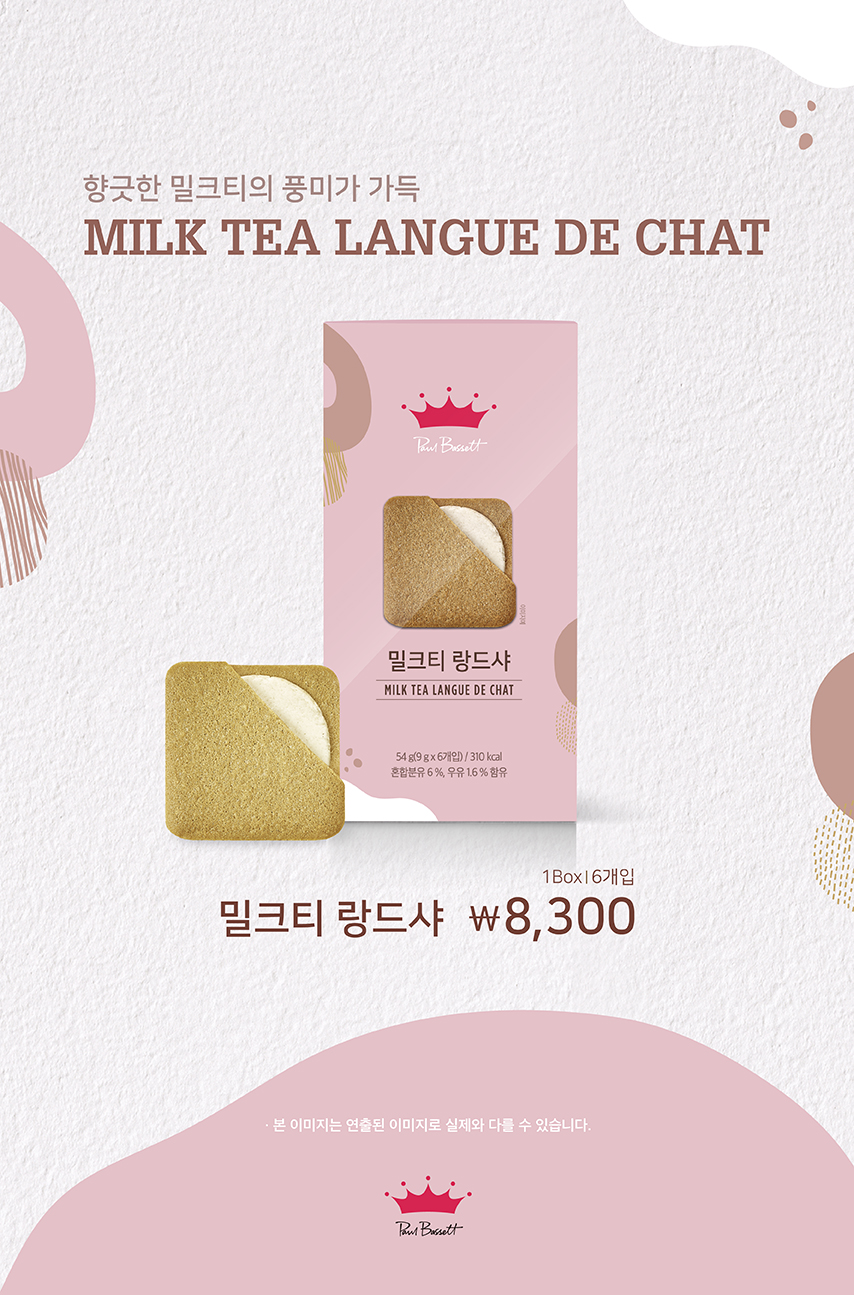 향긋한 밀크티의 풍미가 가득
MILK TEA LANGUE DE CHAT
Paul Bassett
밀크티 랑드샤
MILK TEA LANGUE DE CHAT
54 g(9 g x 6개입) / 310 kcal
혼합분유 6 %, 우유 1.6 % 함유
1Box | 6개입
밀크티 랑드샤 ₩8,300
· 본 이미지는 연출된 이미지로 실제와 다를 수 있습니다.
Paul Bassett